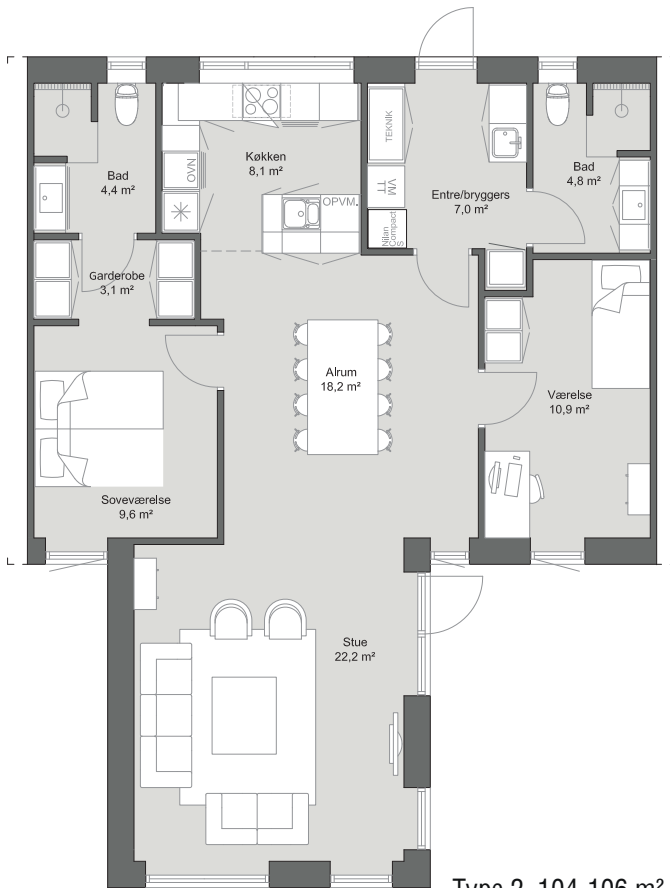 Bad
4,4 m²
OVN
Køkken
8,1 m²
OPVM.
TEKNIK
VM
TT
Nilan
Compact
S
Entre/bryggers
7,0 m²
Bad
4,8 m²
Garderobe
3,1 m²
Alrum
18,2 m²
Værelse
10,9 m²
Soveværelse
9,6 m²
Stue
22,2 m²
Type 2, 104-106 m²